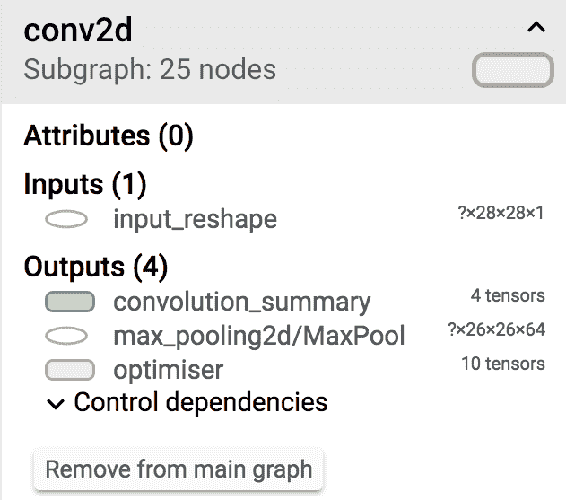 conv2d
Subgraph: 25 nodes
Attributes (0)
Inputs (1)
input_reshape ?×28×28×1
Outputs (4)
convolution_summary 4 tensors
max_pooling2d/MaxPool ?×26×26×64
optimiser 10 tensors
Control dependencies
Remove from main graph